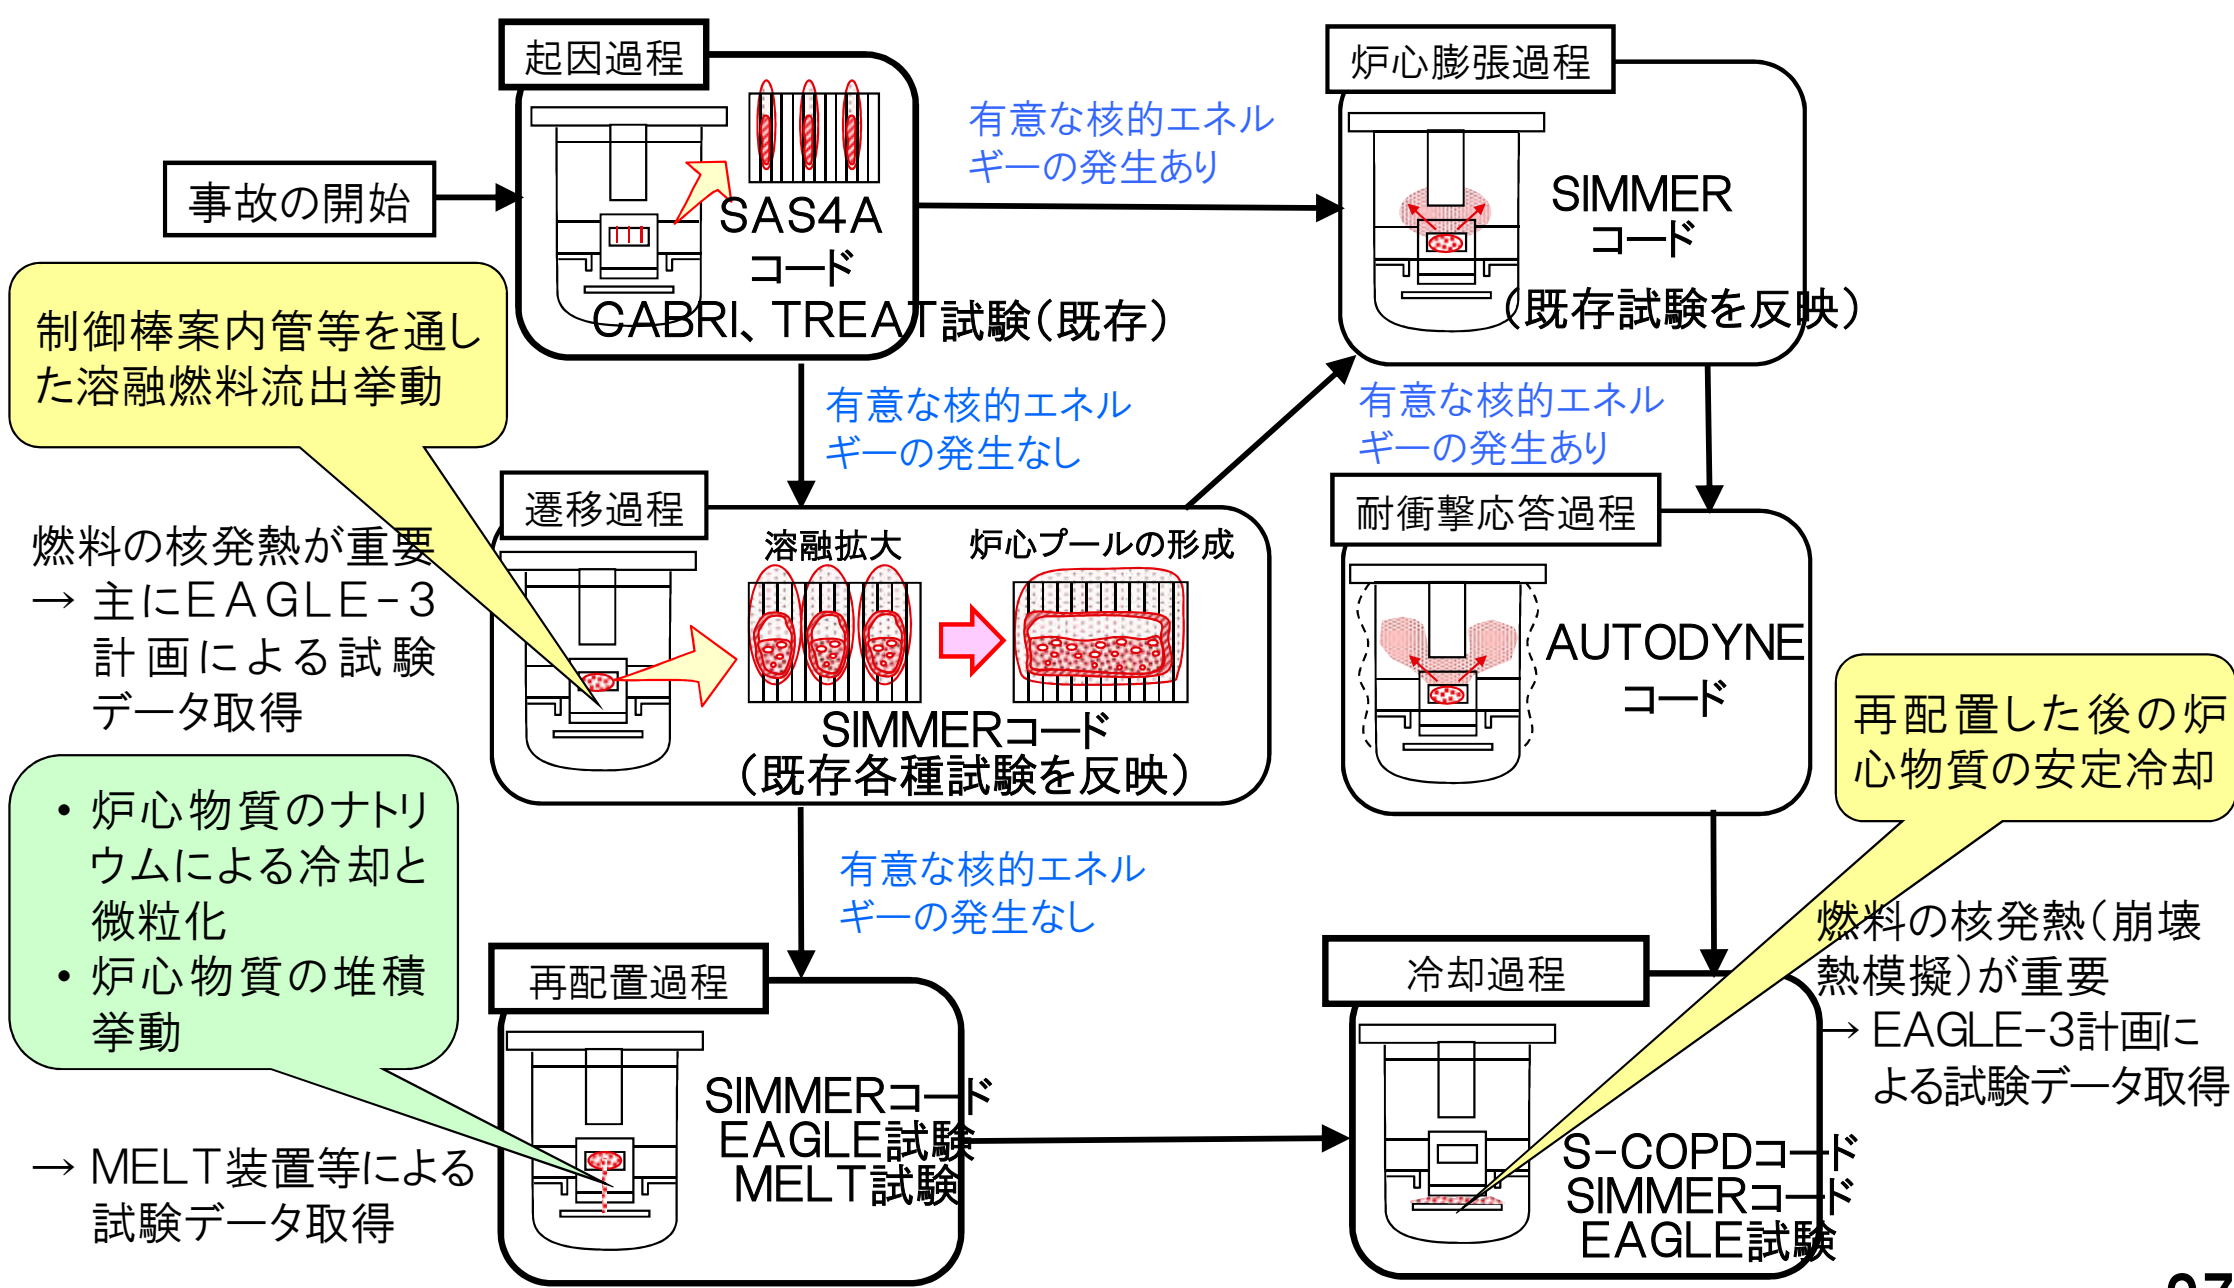 起因過程
炉心膨張過程
有意な核的エネル
ギーの発生あり
事故の開始
SAS4A
コード
CABRI、TREAT試験（既存）
SIMMER
コード
（既存試験を反映）
制御棒案内管等を通し
た溶融燃料流出挙動
有意な核的エネル
ギーの発生なし
有意な核的エネル
ギーの発生あり
遷移過程
耐衝撃応答過程
燃料の核発熱が重要
→ 主にEAGLE-3
計画による試験
データ取得
溶融拡大
炉心プールの形成
SIMMERコード
（既存各種試験を反映）
AUTODYNE
コード
再配置した後の炉
心物質の安定冷却
• 炉心物質のナトリ
ウムによる冷却と
微粒化
• 炉心物質の堆積
挙動
有意な核的エネル
ギーの発生なし
燃料の核発熱（崩壊
熱模擬）が重要
→ EAGLE-3計画に
よる試験データ取得
再配置過程
冷却過程
→ MELT装置等による
試験データ取得
SIMMERコード
EAGLE試験
MELT試験
S-COPDコード
SIMMERコード
EAGLE試験